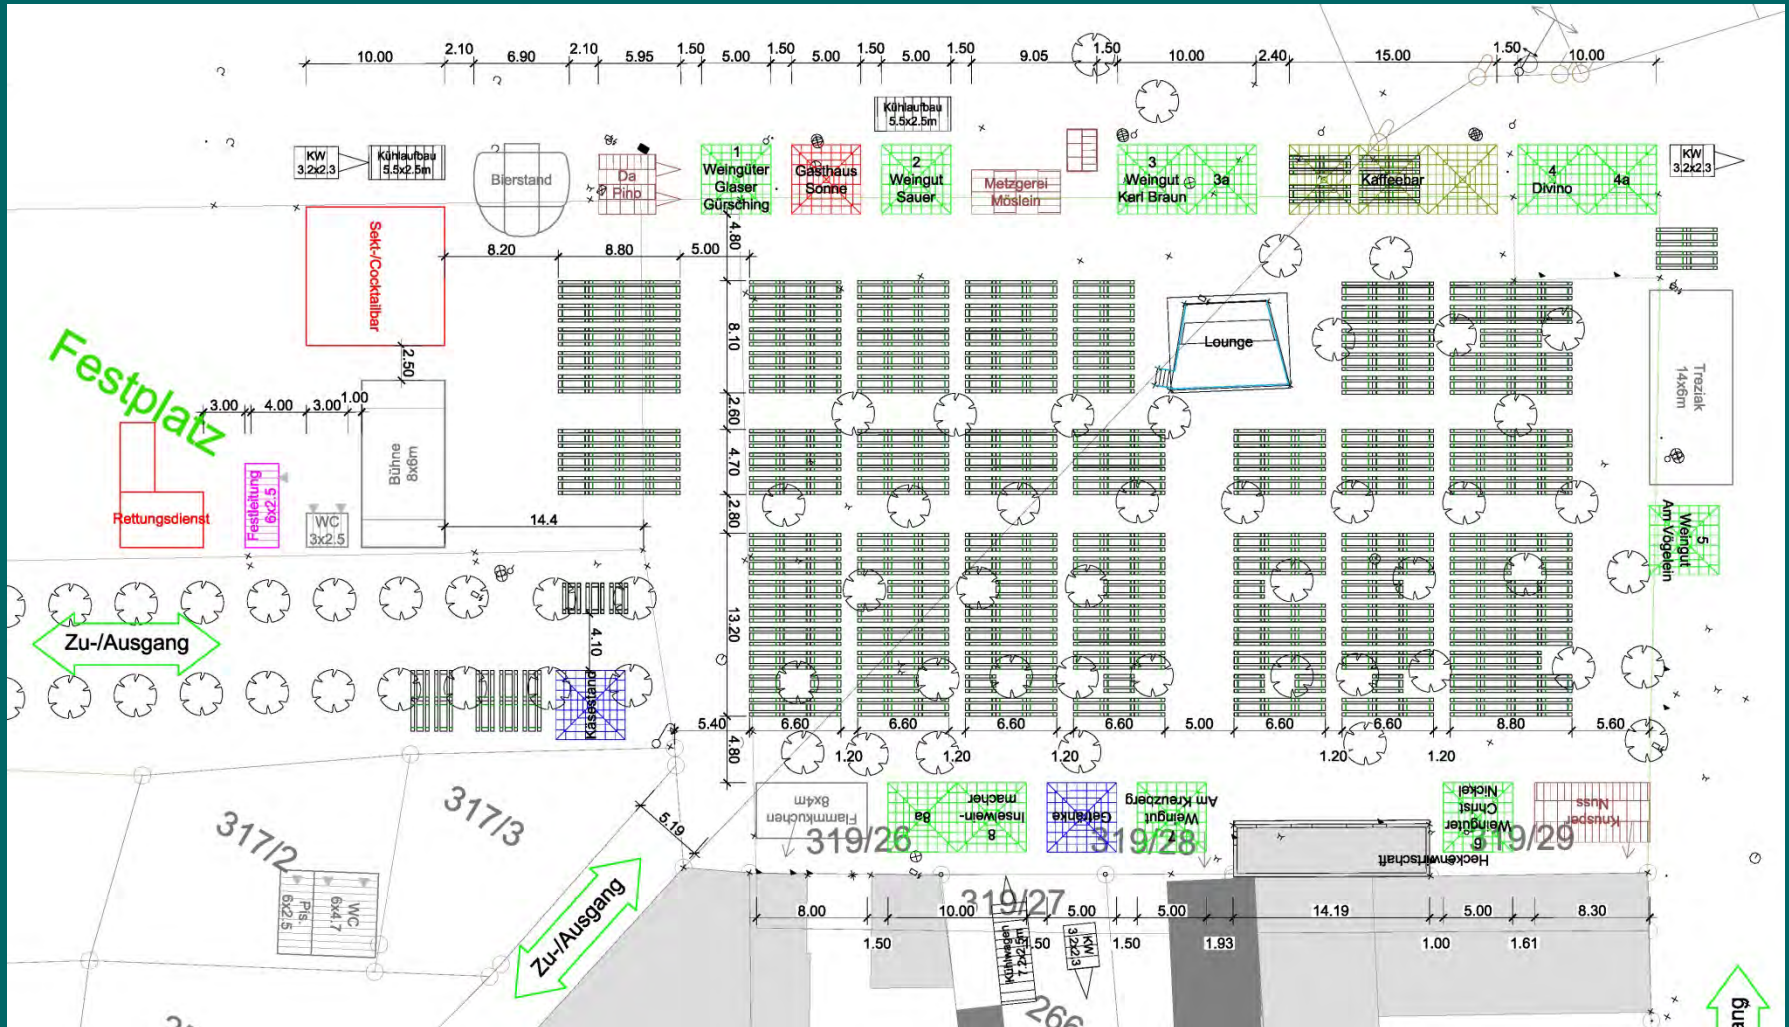 10.00
2.10
6.90
2.10
5.95
1.50
5.00
1.50
5.00
1.50
5.00
1.50
9.05
1.50
10.00
2.40
15.00
1.50
10.00
Kühlaufbau
5.5x2.5m
KW
3.2x2.3
Kühlaufbau
5.5x2.5m
Bierstand
Da
Pino
1
Weingüter
Glaser
Gürsching
Gasthaus
Sonne
2
Weingut
Sauer
Metzgerei
Möslein
3
Weingut
Karl Braun
3a
Kaffeebar
4
Divino
4a
KW
3.2x2.3
Sekt-/Cocktailbar
8.20
8.80
5.00
4.80
8.10
2.60
4.70
2.80
13.20
4.80
Lounge
Treziak
14x6m
Festplatz
2.50
3.00
4.00
3.00
1.00
Bühne
8x6m
Rettungsdienst
Festleitung
6x2.5
WC
3x2.5
14.4
5
Weingut
Am Vögelein
Zu-/Ausgang
4.10
Käsestand
5.40
6.60
6.60
6.60
6.60
5.00
6.60
6.60
8.80
5.60
1.20
1.20
1.20
1.20
1.20
317/2
317/3
5.19
Flammkuchen
8x4m
319/26
8a
8
Inselwein-
macher
Getränke
319/28
7
Weingut
Am Kreuzberg
Heckenwirtschaft
6
Weingüter
Christ
Nickel
319/29
Knusper
Nuss
Pis.
6x2.5
WC
6x4.7
Zu-/Ausgang
319/27
8.00
10.00
5.00
5.00
14.19
5.00
8.30
1.50
1.50
1.50
1.93
1.00
1.61
Kühlwagen
7.2x2.5m
KW
3.2x2.3
266